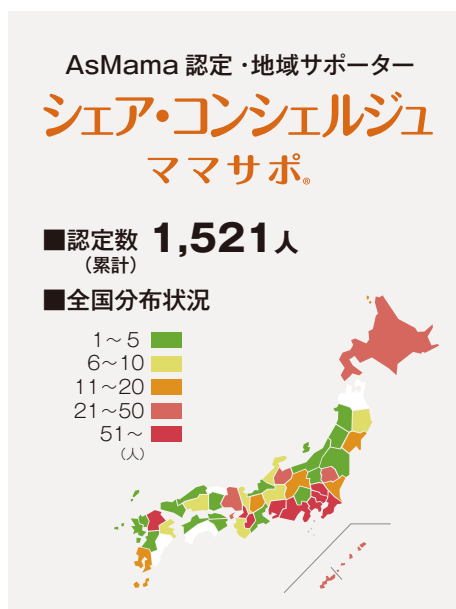 AsMama 認定・地域サポーター
シェア・コンシェルジュ
ママサポ®
■認定数 1,521人
(累計)
■全国分布状況
1〜5
6〜10
11〜20
21〜50
51〜
(人)